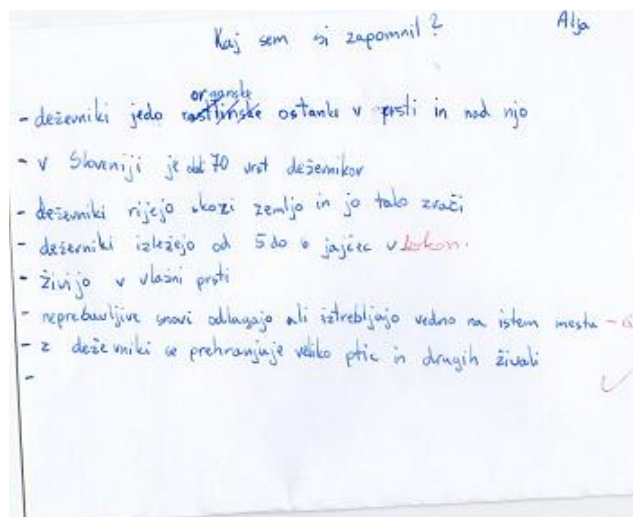 Kaj sem si zapomnil? Alja
organske
- deževniki jedo rastlinske ostanke v prsti in nad njo
- v Sloveniji je 70 vrst deževnikov
- deževniki rijejo skozi zemljo in jo tako zrači
- deževniki izležejo od 5 do 6 jajčec v kokon.
- živijo v vlažni prsti
- neprebavljive snovi odlagajo ali iztrebljajo vedno na istem mestu -
- z deževniki se prehranjuje veliko ptic in drugih živali
-